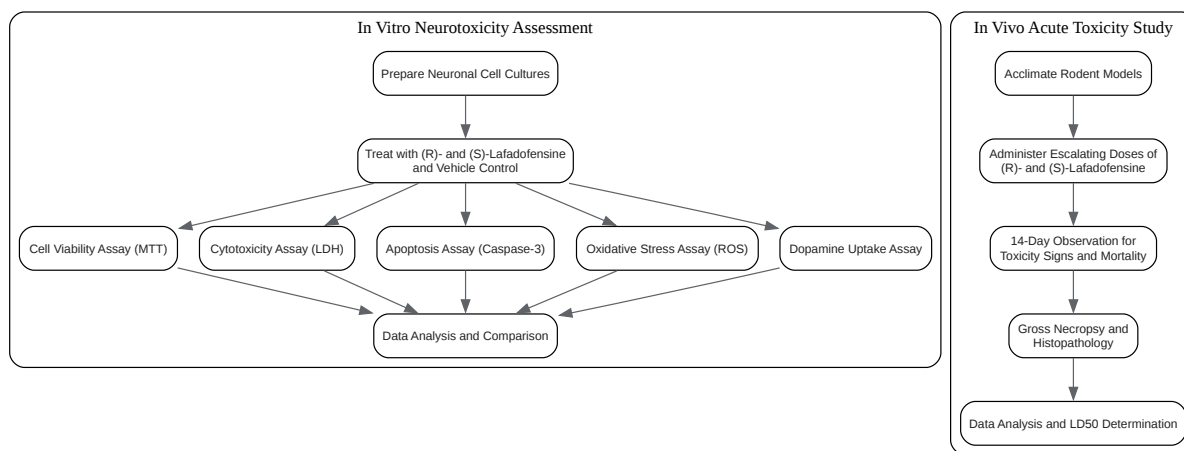 In Vitro Neurotoxicity Assessment
Prepare Neuronal Cell Cultures
Treat with (R)- and (S)-Lafadofensine
and Vehicle Control
Cell Viability Assay (MTT)
Cytotoxicity Assay (LDH)
Apoptosis Assay (Caspase-3)
Oxidative Stress Assay (ROS)
Dopamine Uptake Assay
Data Analysis and Comparison
In Vivo Acute Toxicity Study
Acclimate Rodent Models
Administer Escalating Doses of
(R)- and (S)-Lafadofensine
14-Day Observation for
Toxicity Signs and Mortality
Gross Necropsy and
Histopathology
Data Analysis and LD50 Determination